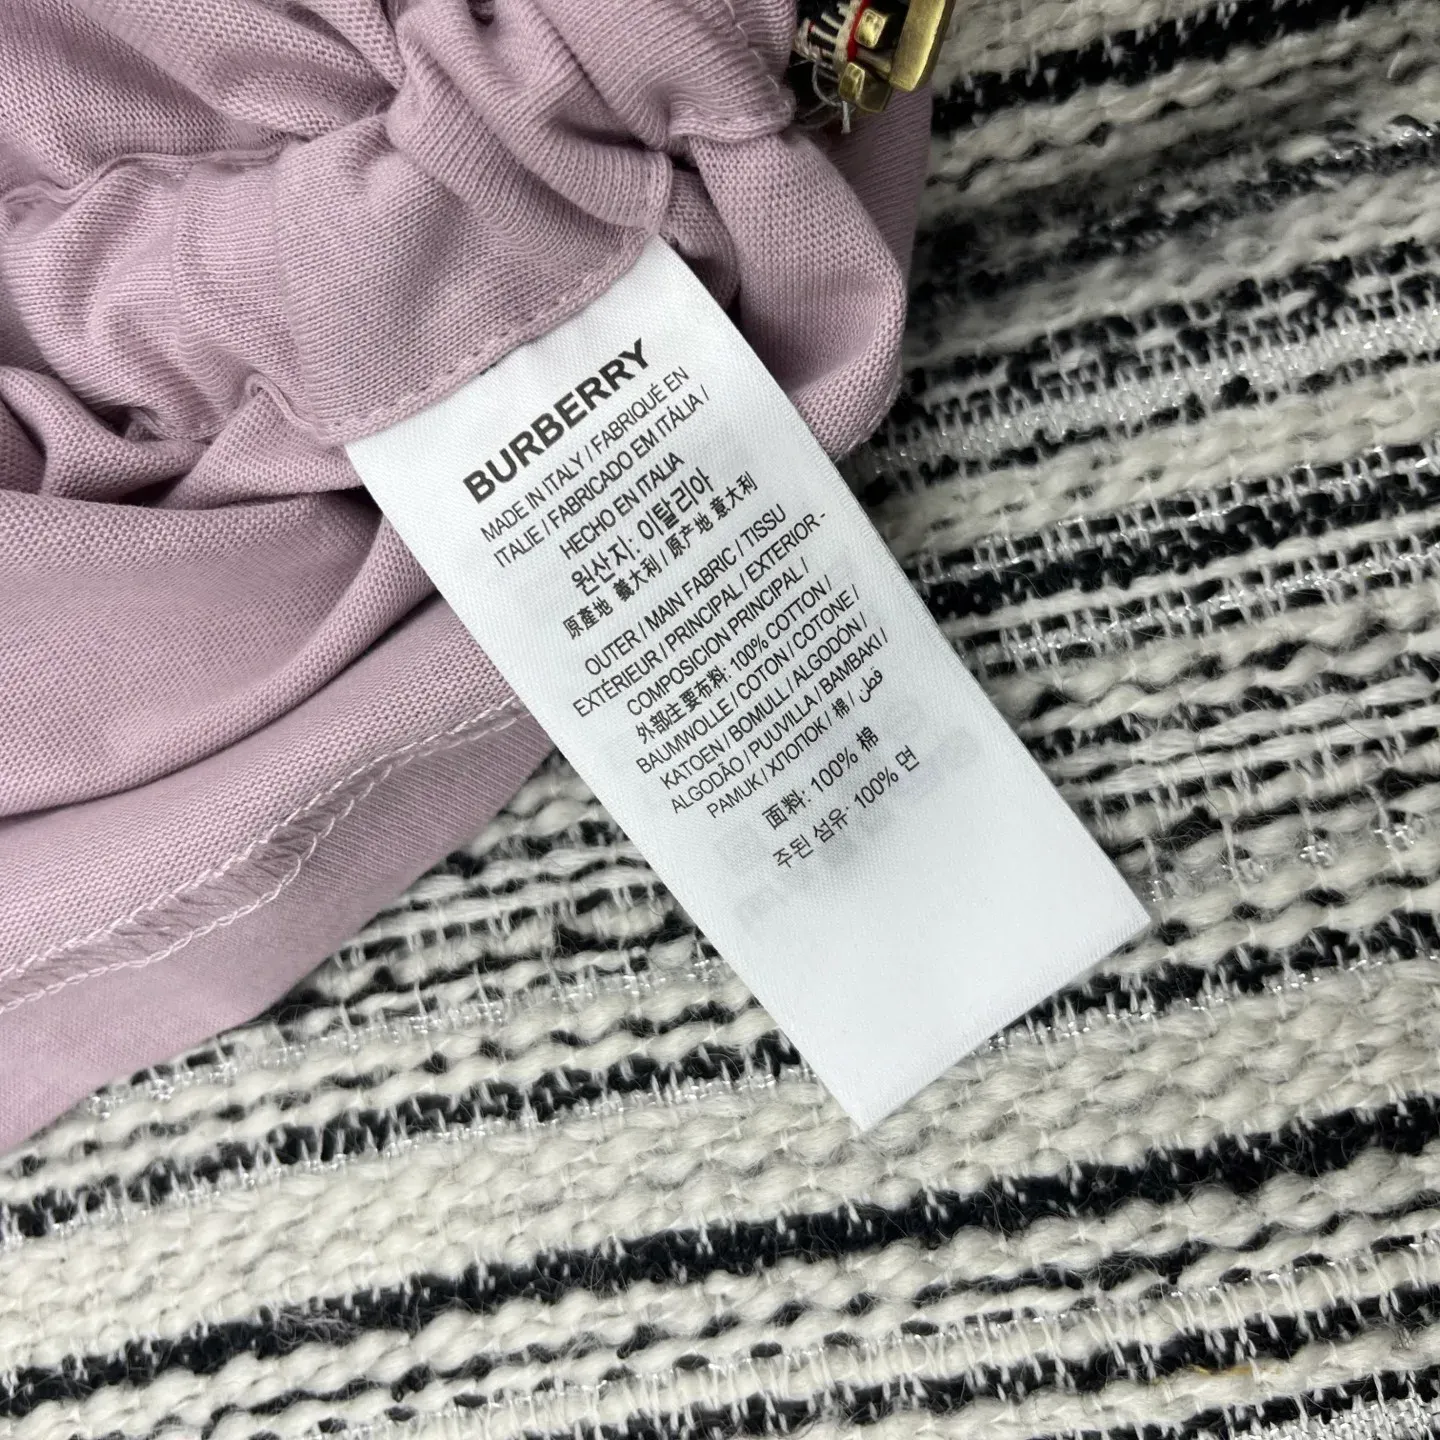 BURBERRY
MADE IN ITALY / FABRIQUÉ EN
ITALIE / FABRICADO EM ITÁLIA /
HECHO EN ITALIA
원산지: 이탈리아
原產地 義大利 / 原产地 意大利
OUTER / MAIN FABRIC / TISSU
EXTÉRIEUR / PRINCIPAL / EXTERIOR -
COMPOSICION PRINCIPAL /
外部主要布料: 100% COTTON /
BAUMWOLLE / COTON / COTONE /
KATOEN / BOMULL / ALGODÓN /
ALGODÃO / PUUVILLA / BAMBAKI /
PAMUK / ХЛОПОК / 棉 / قطن
面料: 100% 棉
주된 섬유: 100% 면